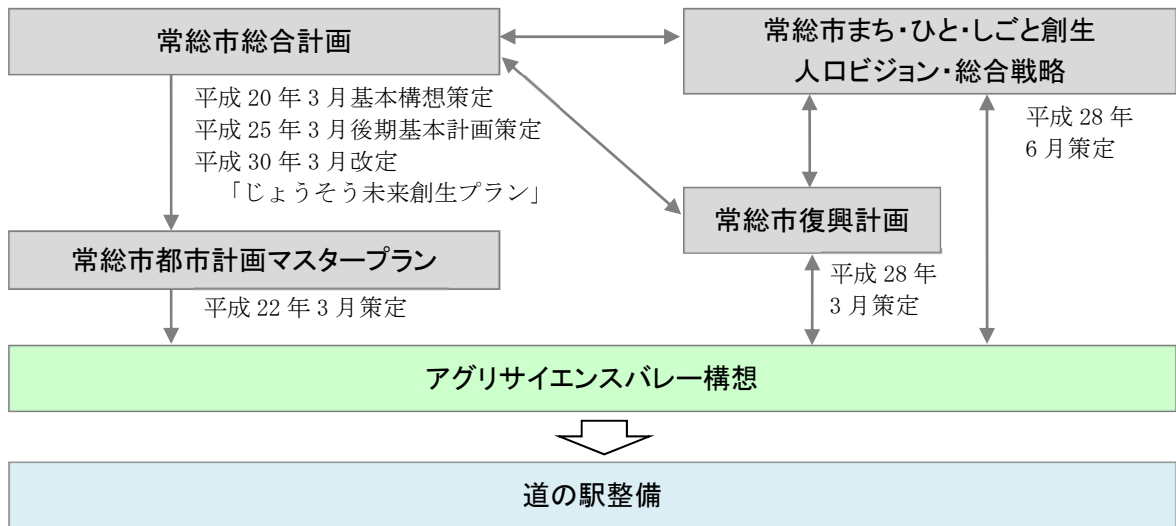 常総市総合計画
平成 20 年 3 月基本構想策定
平成 25 年 3 月後期基本計画策定
平成 30 年 3 月改定
「じょうそう未来創生プラン」
常総市まち・ひと・しごと創生
人口ビジョン・総合戦略
平成 28 年
6 月策定
常総市復興計画
平成 28 年
3 月策定
常総市都市計画マスタープラン
平成 22 年 3 月策定
アグリサイエンスバレー構想
道の駅整備